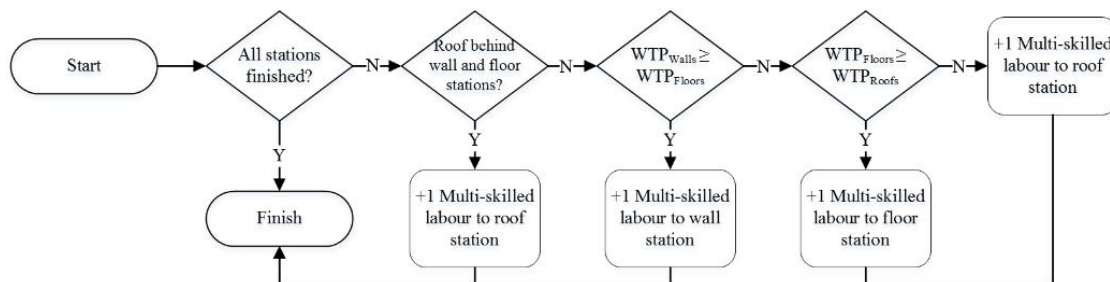 Start
All stations
finished?
N
Roof behind
wall and floor
stations?
N
WTPWalls≥
WTPFloors
N
WTPFloors≥
WTPRoofs
N
+1 Multi-skilled
labour to roof
station
Y
Y
Y
Y
Finish
+1 Multi-skilled
labour to roof
station
+1 Multi-skilled
labour to wall
station
+1 Multi-skilled
labour to floor
station